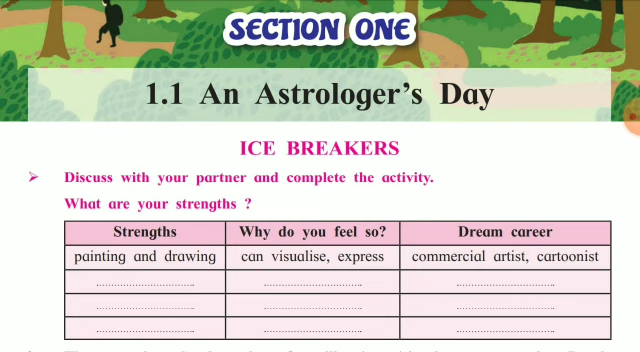 SECTION ONE
1.1 An Astrologer's Day
ICE BREAKERS
➢ Discuss with your partner and complete the activity.
What are your strengths ?
Strengths Why do you feel so? Dream career
painting and drawing can visualise, express commercial artist, cartoonist
................................. ................................. .................................
................................. ................................. .................................
................................. ................................. .................................